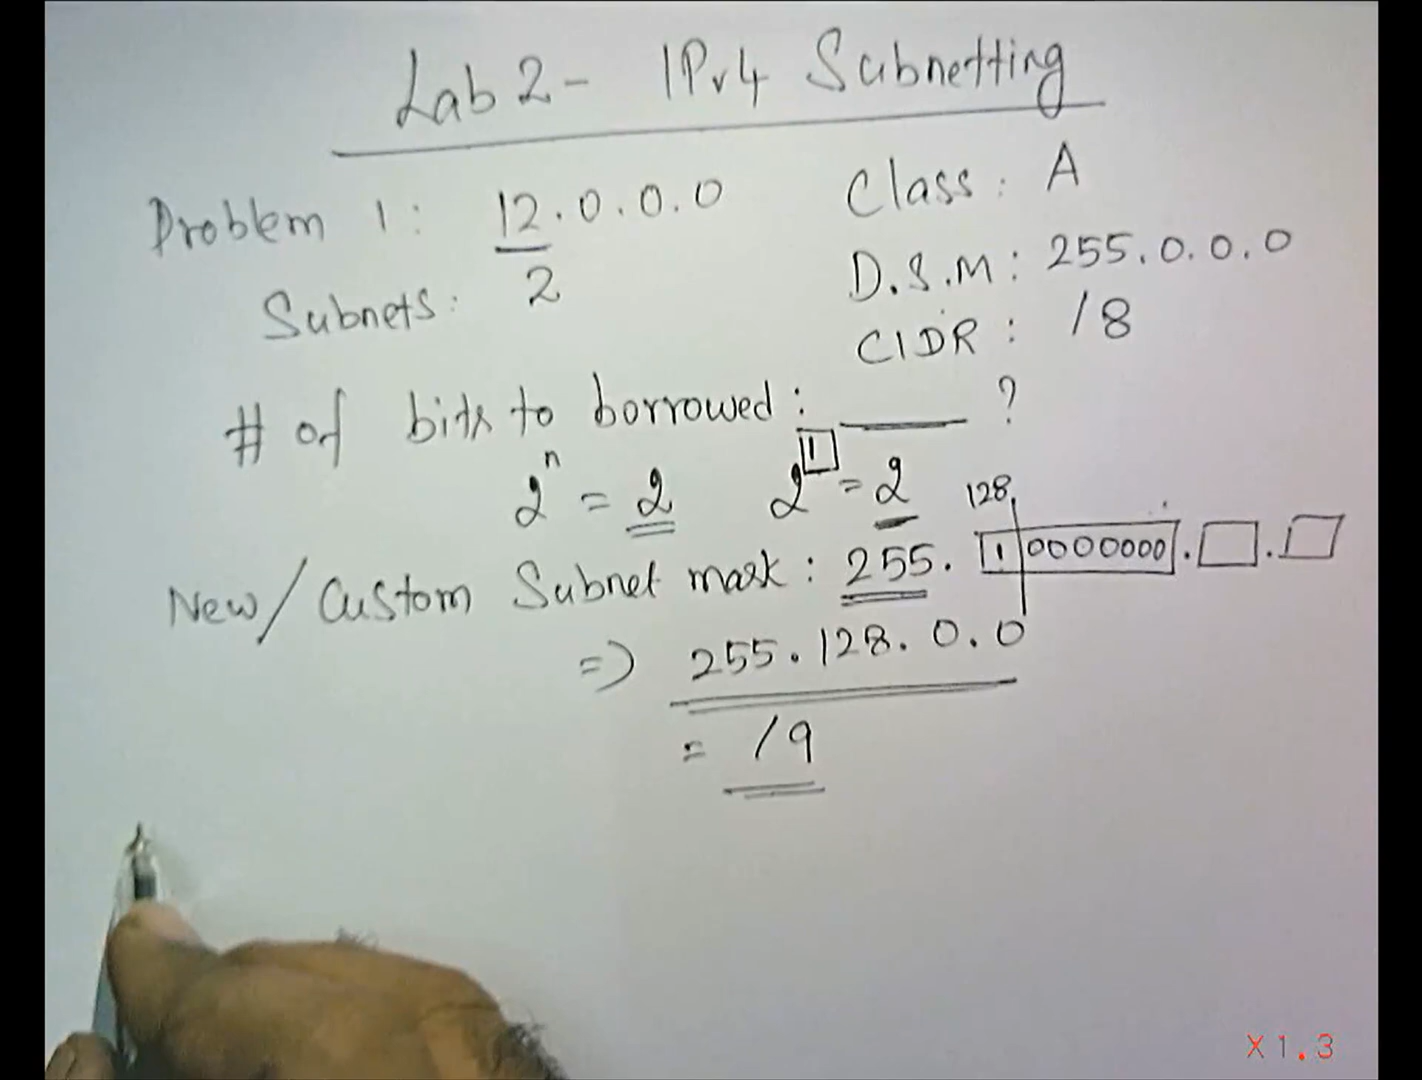 Lab 2 - IPv4 Subnetting
Problem 1: 12.0.0.0
Subnets: 2
Class: A
D.S.M: 255.0.0.0
CIDR: /8
# of bits to borrowed: ____ ?
2^n = 2 2^1 = 2
128
New/Custom Subnet mask: 255. 1 0000000 . □ . □
=> 255.128.0.0
= /9
X1.3